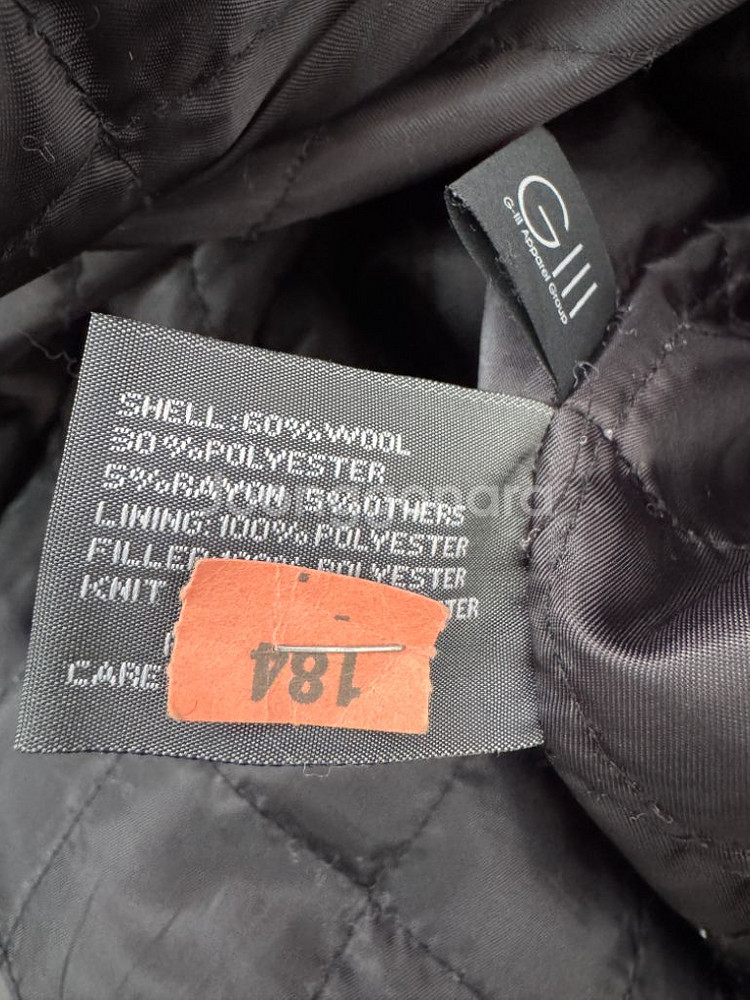 GIII
G-III Apparel Group
SHELL:60%WOOL
30%POLYESTER
5%RAYON 5%OTHERS
LINING:100%POLYESTER
FILLER POLYESTER
KNIT
CARE
184